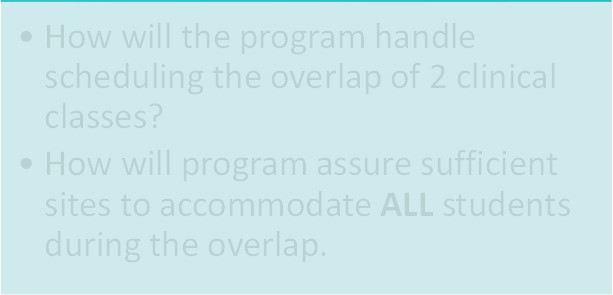 • How will the program handle
scheduling the overlap of 2 clinical
classes?
• How will program assure sufficient
sites to accommodate ALL students
during the overlap.